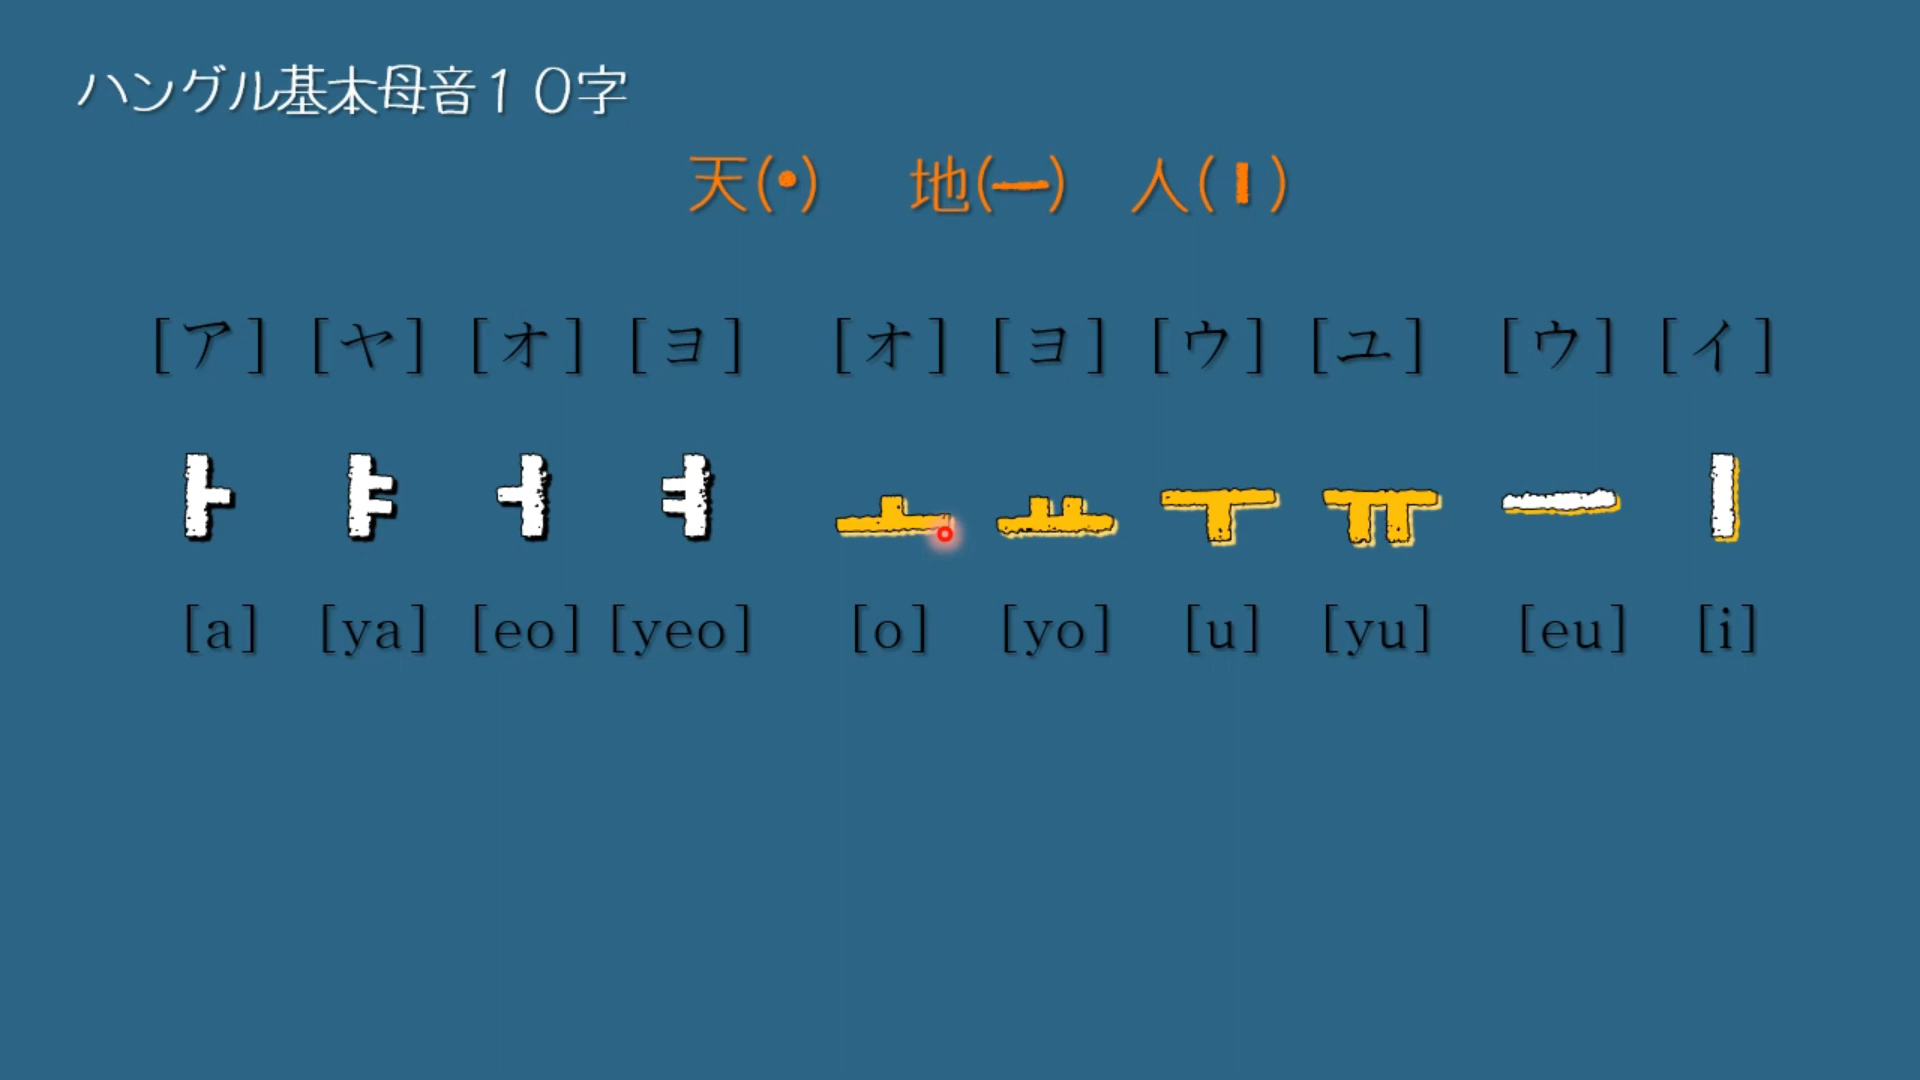 ハングル基本母音１０字
天(•) 地(ー) 人(ㅣ)
[ア] [ヤ] [オ] [ヨ] [オ] [ヨ] [ウ] [ユ] [ウ] [イ]
ㅏ ㅑ ㅓ ㅕ ㅗ ㅛ ㅜ ㅠ ㅡ ㅣ
[a] [ya] [eo] [yeo] [o] [yo] [u] [yu] [eu] [i]